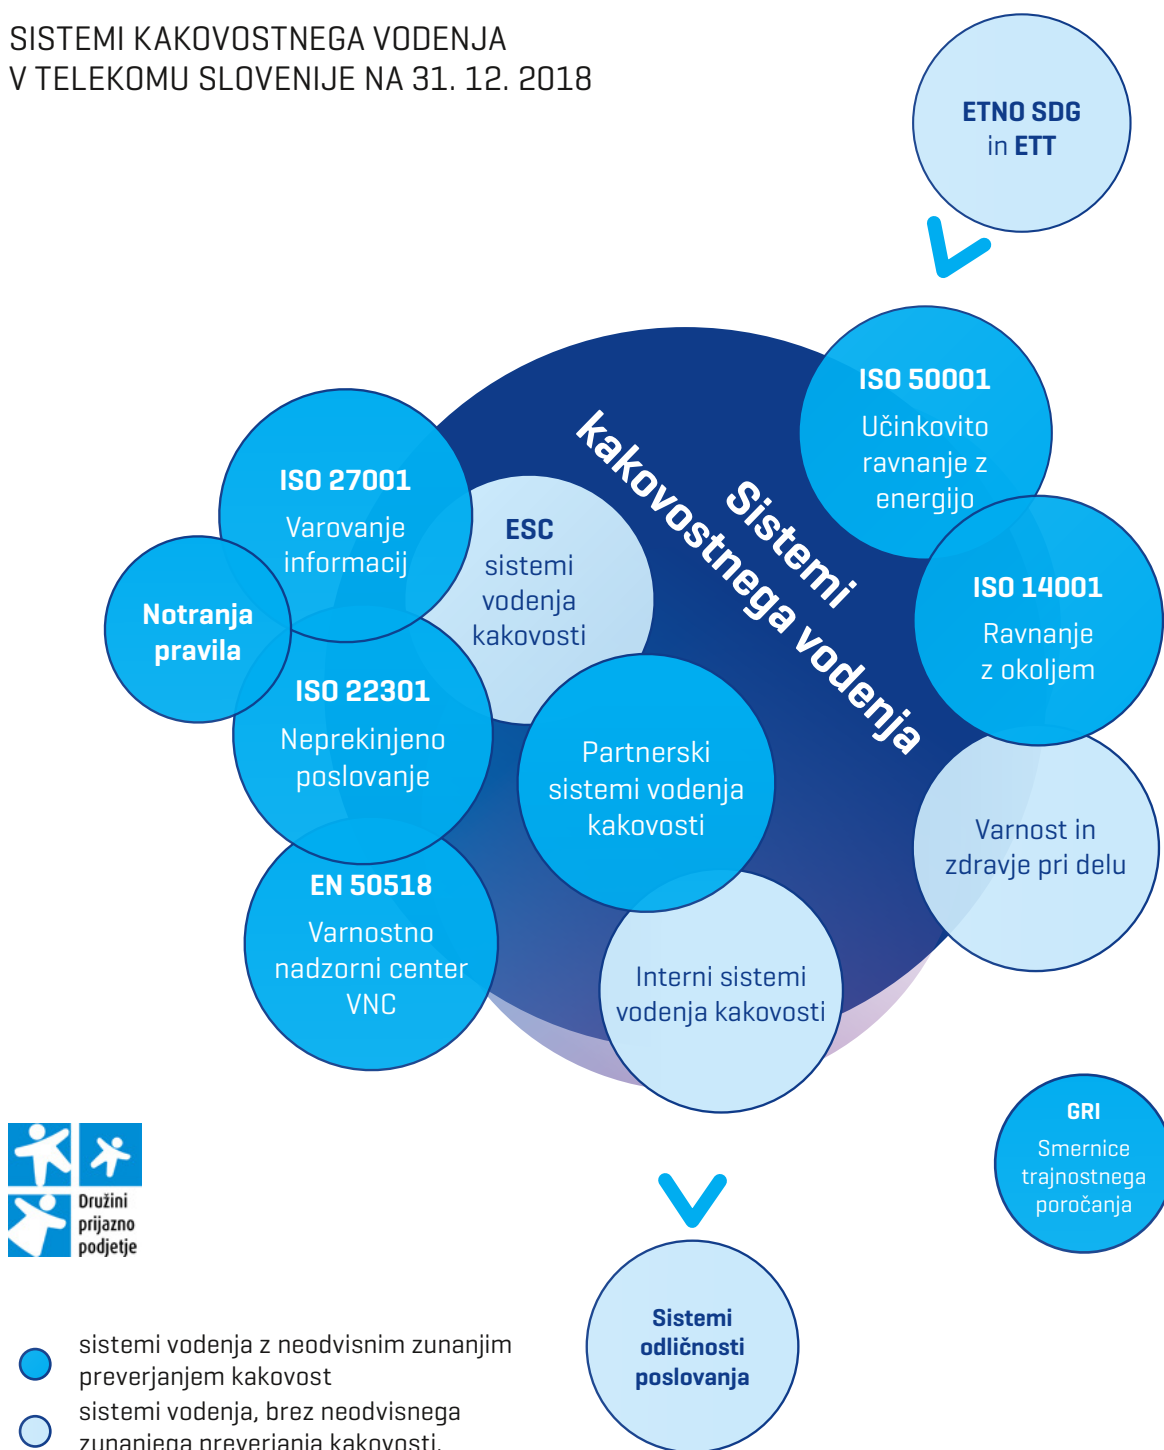 SISTEMI KAKOVOSTNEGA VODENJA
V TELEKOMU SLOVENIJE NA 31. 12. 2018
ETNO SDG
in ETT
ISO 50001
Učinkovito
ravnanje z
energijo
Sistemi
kakovostnega vodenja
ISO 27001
Varovanje
informacij
ESC
sistemi
vodenja
kakovosti
ISO 14001
Ravnanje
z okoljem
Notranja
pravila
ISO 22301
Neprekinjeno
poslovanje
Partnerski
sistemi vodenja
kakovosti
Varnost in
zdravje pri delu
EN 50518
Varnostno
nadzorni center
VNC
Interni sistemi
vodenja kakovosti
GRI
Smernice
trajnostnega
poročanja
Družini
prijazno
podjetje
Sistemi
odličnosti
poslovanja
sistemi vodenja z neodvisnim zunanjim
preverjanjem kakovost
sistemi vodenja, brez neodvisnega
zunanjega preverjanja kakovosti.